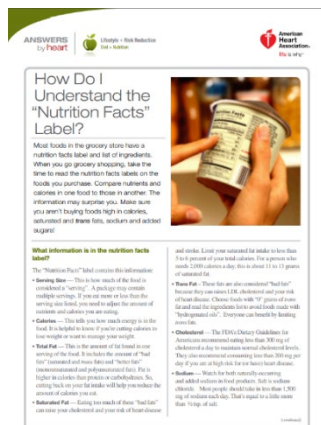 ANSWERS
by heart
Lifestyle + Risk Reduction
Diet + Nutrition
American
Heart
Association®
life is why™
How Do I
Understand the
“Nutrition Facts”
Label?
Most foods in the grocery store have a
nutrition facts label and list of ingredients.
When you go grocery shopping, take the
time to read the nutrition facts labels on the
foods you purchase. Compare nutrients and
calories in one food to those in another. The
information may surprise you. Make sure
you aren’t buying foods high in calories,
saturated and trans fats, sodium and added
sugars!
What information is in the nutrition facts
label?
The “Nutrition Facts” label contains this information:
• Serving Size — This is how much of the food is
considered a “serving”. A package may contain
multiple servings. If you eat more or less than the
serving size listed, you need to adjust the amount of
nutrients and calories you are eating.
• Calories — This tells you how much energy is in the
food. It is helpful to know if you’re cutting calories to
lose weight or want to manage your weight.
• Total Fat — This is the amount of fat found in one
serving of the food. It includes the amount of “bad
fats” (saturated and trans fats) and “better fats”
(monounsaturated and polyunsaturated fats). Fat is
higher in calories than protein or carbohydrates. So,
cutting back on your fat intake will help you reduce the
amount of calories you eat.
• Saturated Fat — Eating too much of these “bad fats”
can raise your cholesterol and your risk of heart disease
and stroke. Limit your saturated fat intake to less than
5 to 6 percent of your total calories. For a person who
needs 2,000 calories a day, this is about 11 to 13 grams
of saturated fat.
• Trans Fat – These fats are also considered “bad fats”
because they can raises LDL cholesterol and your risk
of heart disease. Choose foods with “0” grams of trans
fat and read the ingredients list to avoid foods made with
“hydrogenated oils”. Everyone can benefit by limiting
trans fats.
• Cholesterol — The FDA’s Dietary Guidelines for
Americans recommend eating less than 300 mg of
cholesterol a day to maintain normal cholesterol levels.
They also recommend consuming less than 200 mg per
day if you are at high risk for (or have) heart disease.
• Sodium — Watch for both naturally-occurring
and added sodium in food products. Salt is sodium
chloride. Most people should take in less than 1,500
mg of sodium each day. That’s equal to a little more
than ½ tsp. of salt.
(continued)